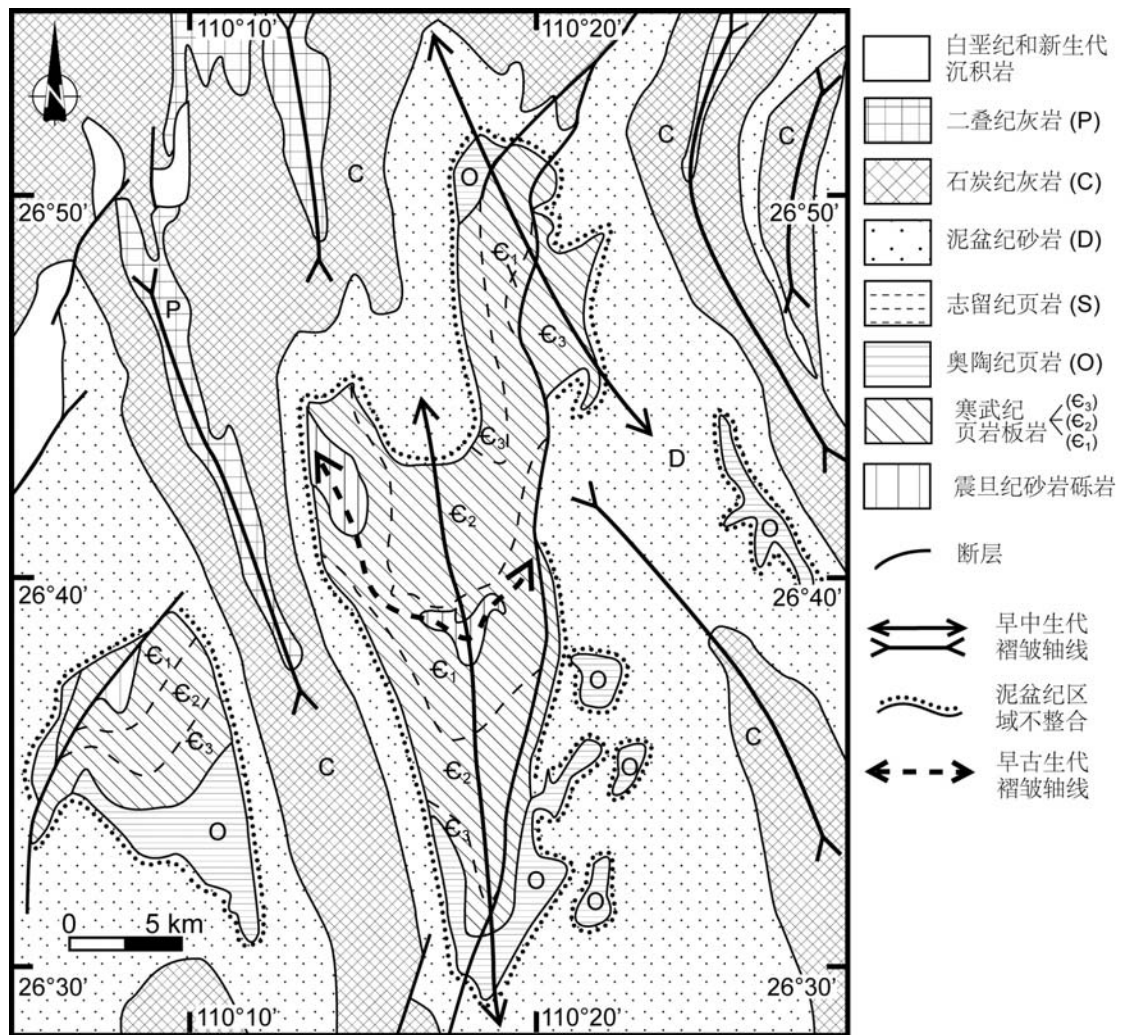 110°10'
110°20'
C
C
C
O
26°50'
26°50'
Є₁
P
Є₃
Є₃
D
Є₂
O
26°40'
26°40'
Є₁
Є₂
Є₃
Є₁
O
C
C
Є₂
O
Є₃
O
O
O
0 5 km
26°30'
26°30'
110°10'
110°20'
白垩纪和新生代
沉积岩
二叠纪灰岩 (P)
石炭纪灰岩 (C)
泥盆纪砂岩 (D)
志留纪页岩 (S)
奥陶纪页岩 (O)
寒武纪
页岩板岩
(Є₃)
(Є₂)
(Є₁)
震旦纪砂岩砾岩
断层
早中生代
褶皱轴线
泥盆纪区
域不整合
早古生代
褶皱轴线